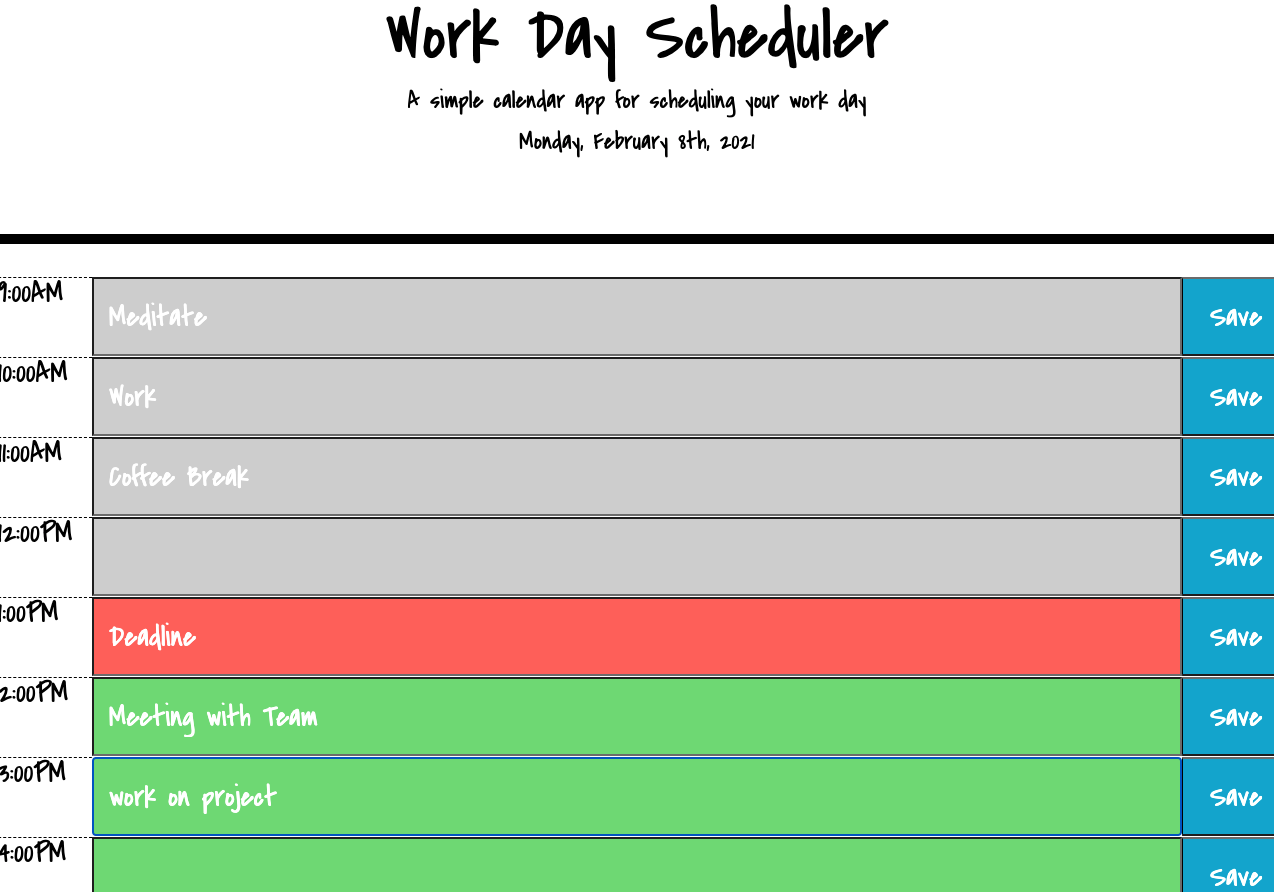 Work Day Scheduler
A simple calendar app for scheduling your work day
Monday, February 8th, 2021
9:00AM Meditate Save
10:00AM Work Save
11:00AM Coffee Break Save
12:00PM Save
1:00PM Deadline Save
2:00PM Meeting with Team Save
3:00PM work on project Save
4:00PM Save